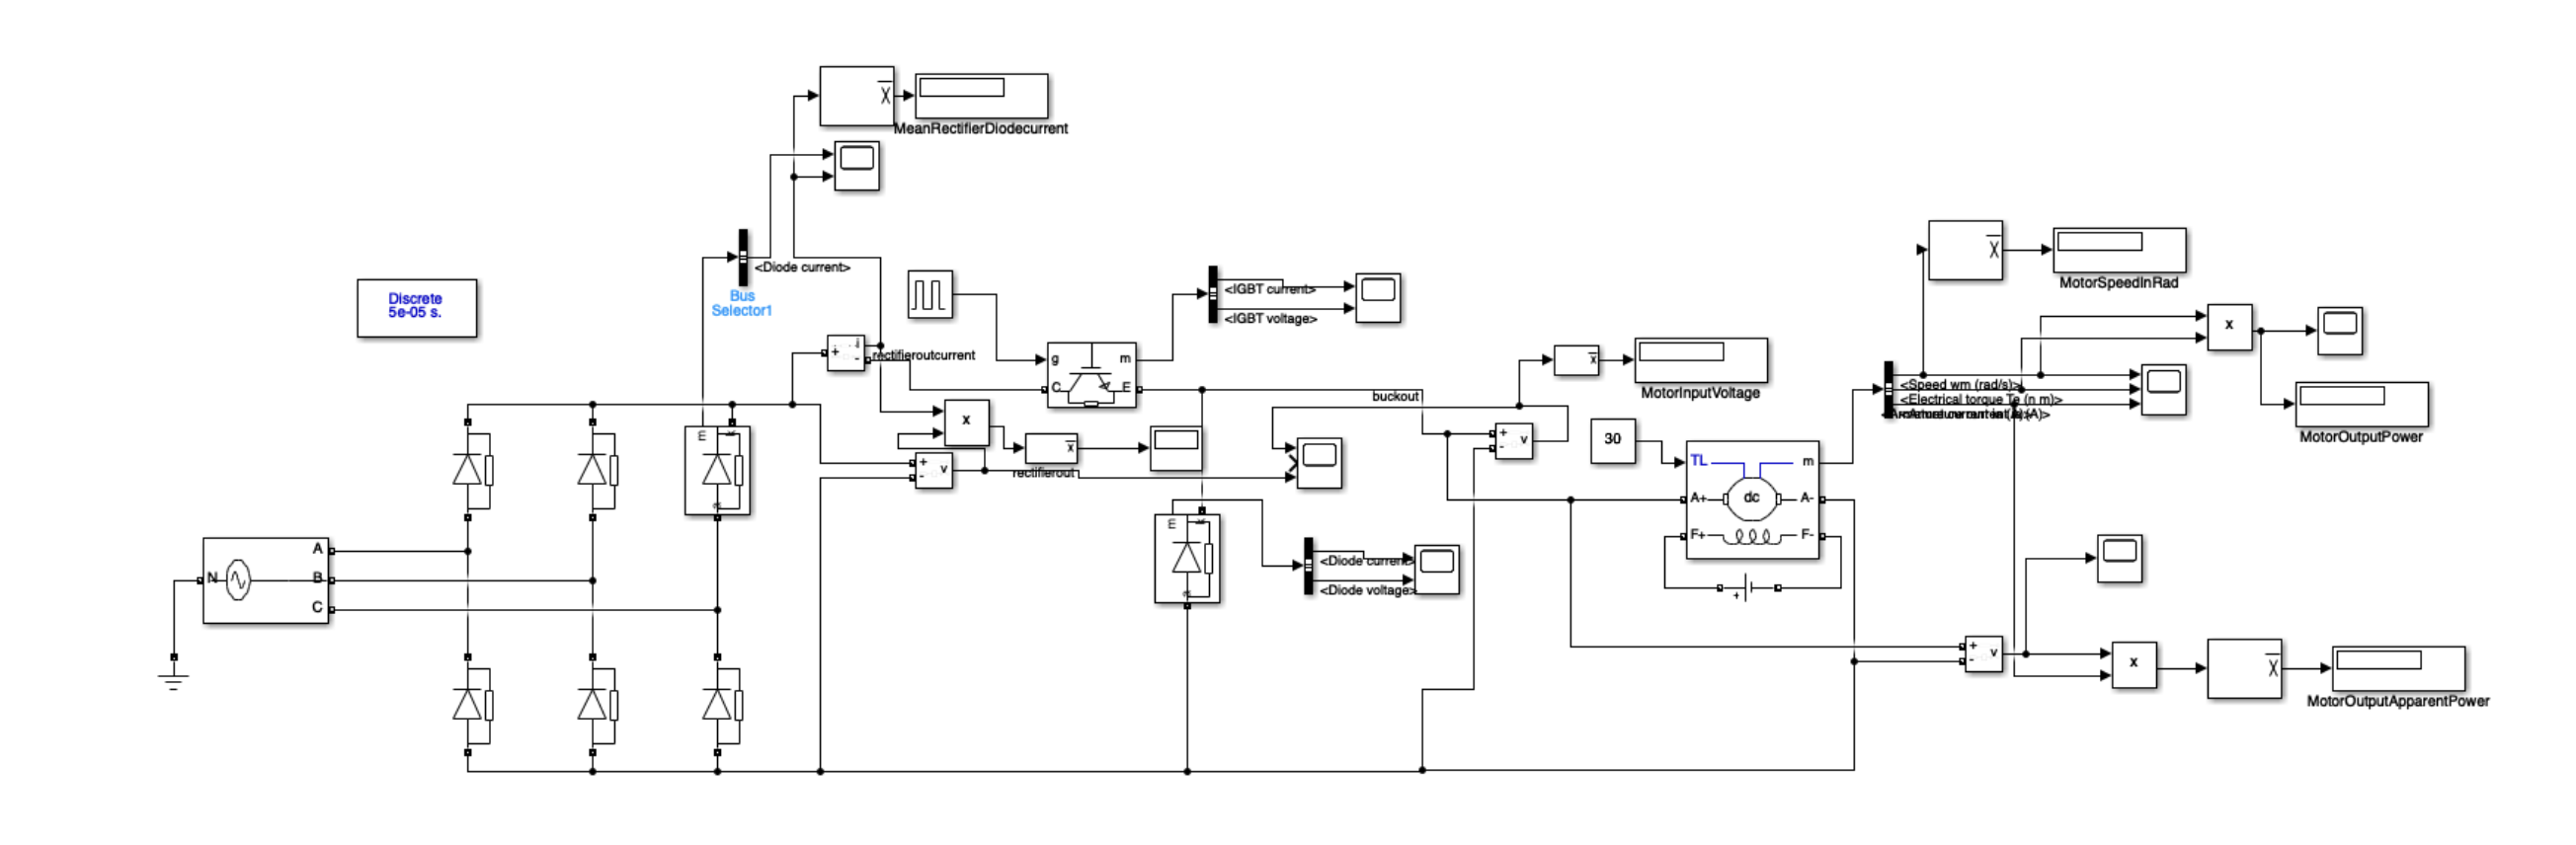 MeanRectifierDiodecurrent
<Diode current>
Bus
Selector1
Discrete
5e-05 s.
<IGBT current>
<IGBT voltage>
MotorSpeedInRad
+
i
-
rectifieroutcurrent
g
m
C
E
x
x
MotorInputVoltage
buckout
<Speed wm (rad/s)>
<Electrical torque Te (n m)>
MotorOutputPower
m
k
a
x
x
rectifierout
+
-
v
+
-
v
30
TL
m
A+
dc
A-
F+
F-
+
m
k
a
<Diode current>
<Diode voltage>
N
A
B
C
+
-
v
x
x
MotorOutputApparentPower